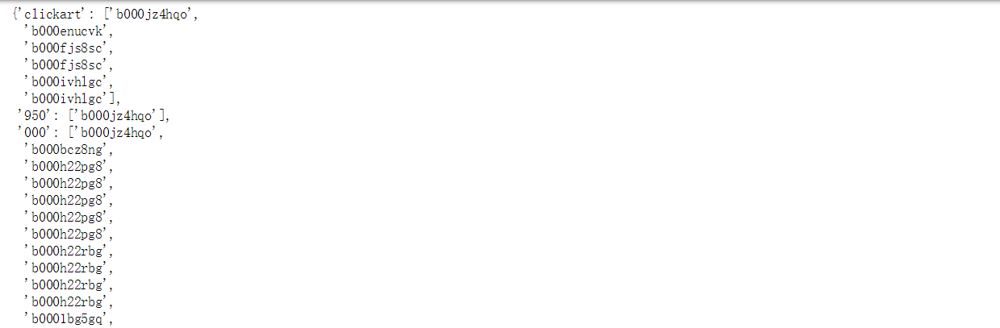 {'clickart': ['b000jz4hqo',
'b000enucvk',
'b000fjs8sc',
'b000fjs8sc',
'b000ivhlgc',
'b000ivhlgc'],
'950': ['b000jz4hqo'],
'000': ['b000jz4hqo',
'b000bcz8ng',
'b000h22pg8',
'b000h22pg8',
'b000h22pg8',
'b000h22pg8',
'b000h22pg8',
'b000h22rbg',
'b000h22rbg',
'b000h22rbg',
'b000h22rbg',
'b0001bg5gq',